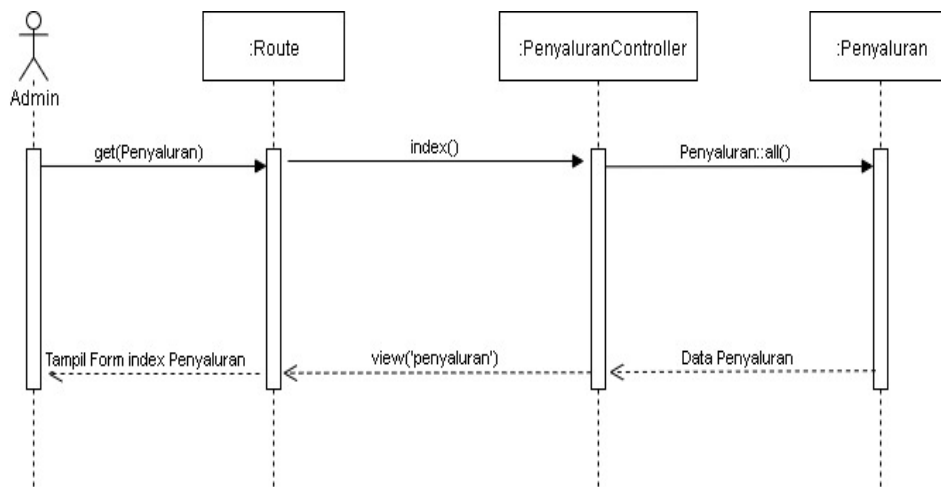 :Route
:PenyaluranController
:Penyaluran
Admin
get(Penyaluran)
index()
Penyaluran::all()
Tampil Form index Penyaluran
view('penyaluran')
Data Penyaluran